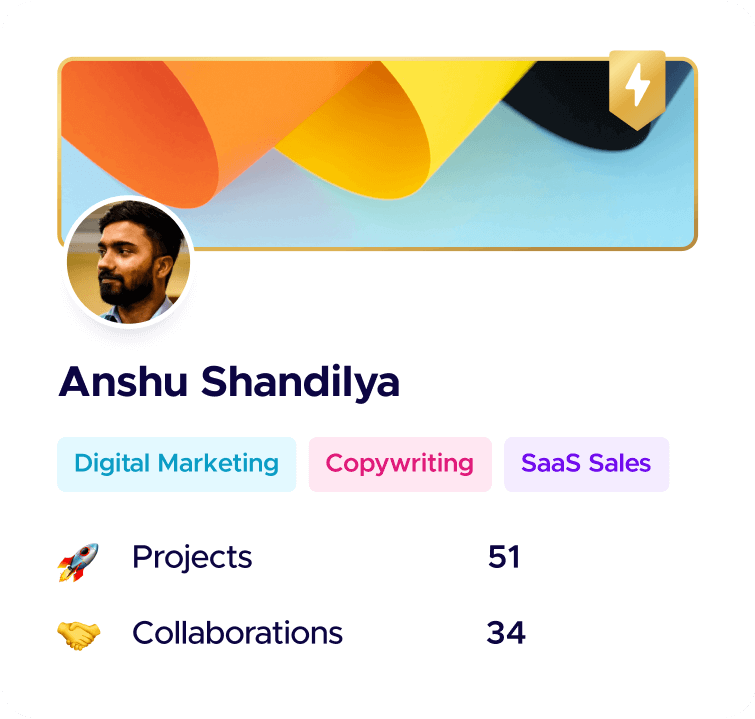 Anshu Shandilya
Digital Marketing Copywriting SaaS Sales
Projects 51
Collaborations 34